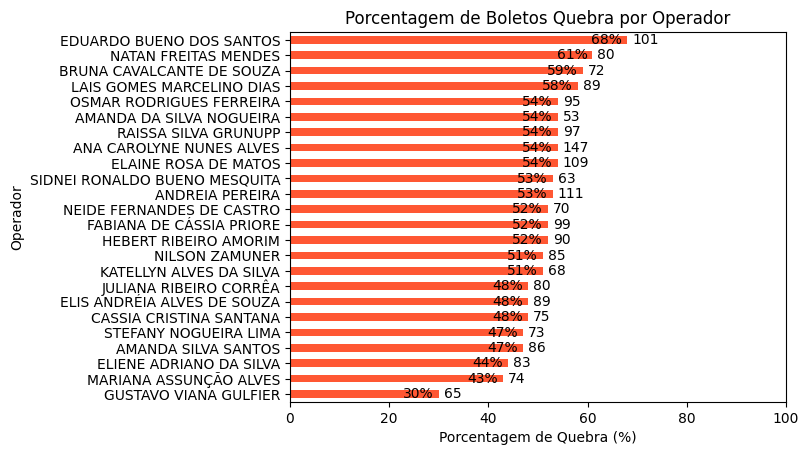 Porcentagem de Boletos Quebra por Operador
EDUARDO BUENO DOS SANTOS 68% 101
NATAN FREITAS MENDES 61% 80
BRUNA CAVALCANTE DE SOUZA 59% 72
LAIS GOMES MARCELINO DIAS 58% 89
OSMAR RODRIGUES FERREIRA 54% 95
AMANDA DA SILVA NOGUEIRA 54% 53
RAISSA SILVA GRUNUPP 54% 97
ANA CAROLYNE NUNES ALVES 54% 147
ELAINE ROSA DE MATOS 54% 109
SIDNEI RONALDO BUENO MESQUITA 53% 63
ANDREIA PEREIRA 53% 111
NEIDE FERNANDES DE CASTRO 52% 70
FABIANA DE CÁSSIA PRIORE 52% 99
HEBERT RIBEIRO AMORIM 52% 90
NILSON ZAMUNER 51% 85
KATELLYN ALVES DA SILVA 51% 68
JULIANA RIBEIRO CORRÊA 48% 80
ELIS ANDRÉIA ALVES DE SOUZA 48% 89
CASSIA CRISTINA SANTANA 48% 75
STEFANY NOGUEIRA LIMA 47% 73
AMANDA SILVA SANTOS 47% 86
ELIENE ADRIANO DA SILVA 44% 83
MARIANA ASSUNÇÃO ALVES 43% 74
GUSTAVO VIANA GULFIER 30% 65
Operador
0 20 40 60 80 100
Porcentagem de Quebra (%)